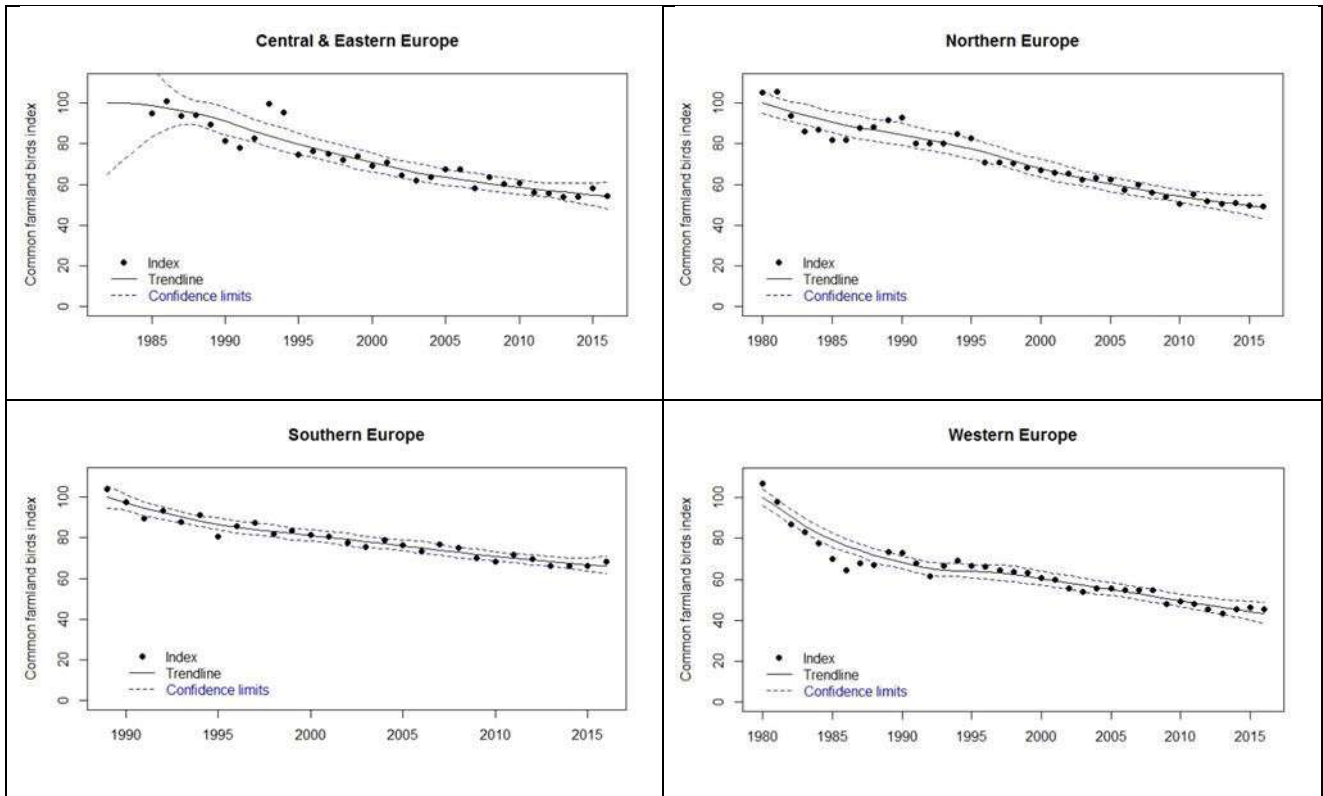 Central & Eastern Europe
Common farmland birds index
0 20 40 60 80 100
Index
Trendline
Confidence limits
1985 1990 1995 2000 2005 2010 2015
Northern Europe
Common farmland birds index
0 20 40 60 80 100
Index
Trendline
Confidence limits
1980 1985 1990 1995 2000 2005 2010 2015
Southern Europe
Common farmland birds index
0 20 40 60 80 100
Index
Trendline
Confidence limits
1990 1995 2000 2005 2010 2015
Western Europe
Common farmland birds index
0 20 40 60 80 100
Index
Trendline
Confidence limits
1980 1985 1990 1995 2000 2005 2010 2015